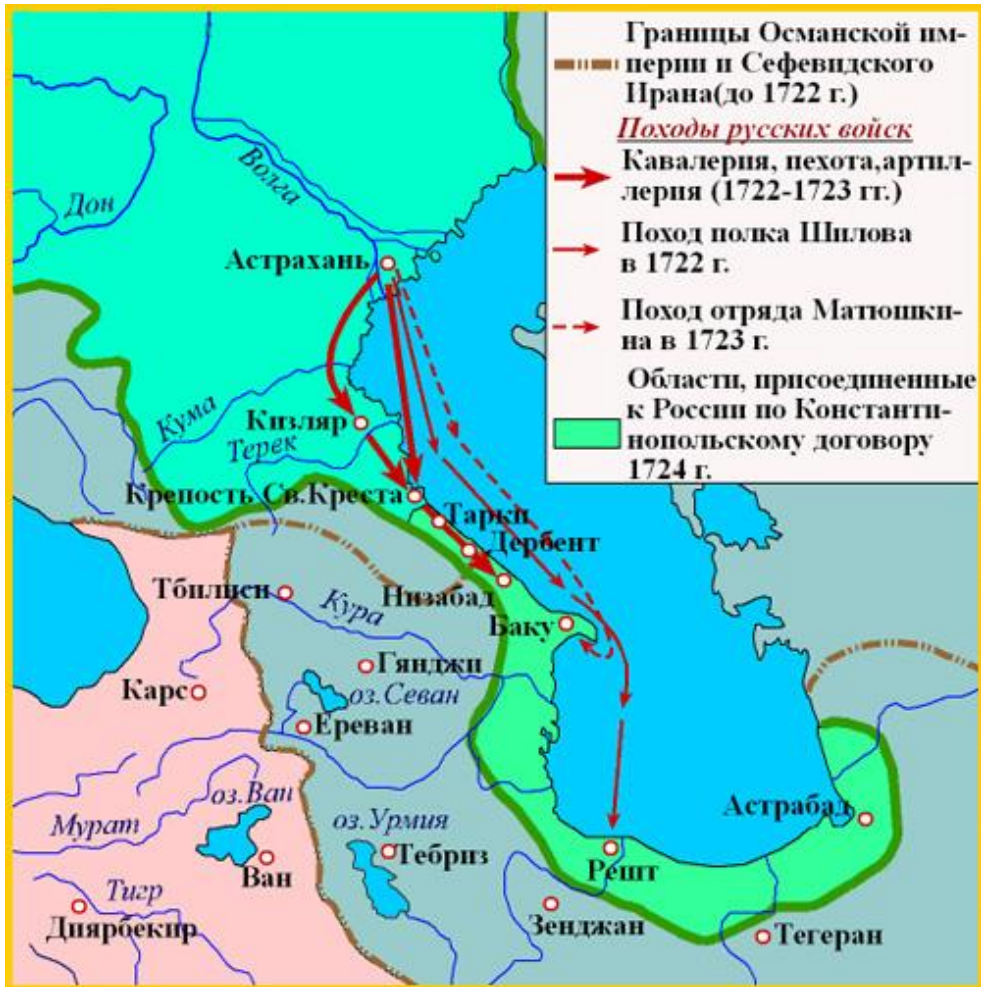 Границы Османской им-
перии и Сефевидского
Ирана(до 1722 г.)
Походы русских войск
Кавалерия, пехота,артил-
лерия (1722-1723 гг.)
Поход полка Шилова
в 1722 г.
Поход отряда Матюшки-
на в 1723 г.
Области, присоединенные
к России по Константи-
нопольскому договору
1724 г.
Волга
Дон
Астрахань
Кума
Кизляр
Терек
Крепость Св.Креста
Тарки
Дербент
Тбилиси
Низабад
Кура
Баку
Гянджи
Карс
оз.Севан
Ереван
оз.Ван
Мурат
оз.Урмия
Астрабад
Тебриз
Ван
Решт
Тигр
Диярбекир
Зенджан
Тегеран